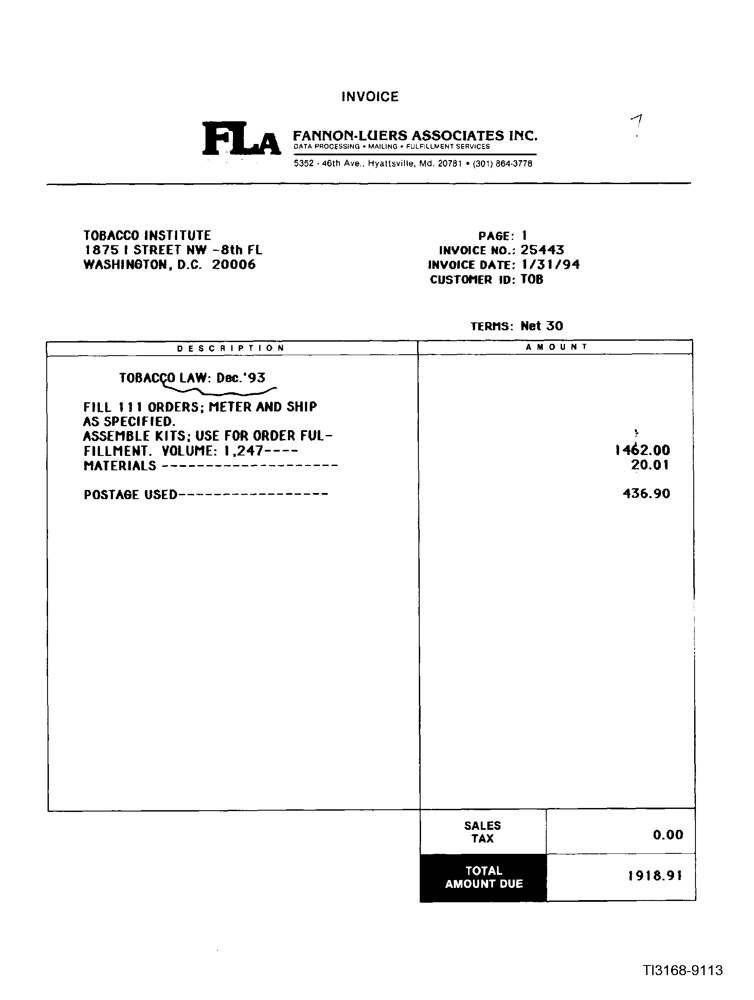 INVOICE
7
FLA
FANNON-LUERS ASSOCIATES INC.
DATA PROCESSING • MAILING • FULFILLMENT SERVICES
5352 - 46th Ave., Hyattsville, Md. 20781 • (301) 864-3778
TOBACCO INSTITUTE
1875 I STREET NW -8th FL
WASHINGTON, D.C. 20006
PAGE: 1
INVOICE NO.: 25443
INVOICE DATE: 1/31/94
CUSTOMER ID: TOB
TERMS: Net 30
DESCRIPTION AMOUNT
TOBACCO LAW: Dec.'93
FILL 111 ORDERS; METER AND SHIP
AS SPECIFIED.
ASSEMBLE KITS; USE FOR ORDER FUL-
FILLMENT. VOLUME: 1,247---- 1462.00
MATERIALS -------------------- 20.01
POSTAGE USED----------------- 436.90
SALES
TAX 0.00
TOTAL
AMOUNT DUE 1918.91
TI3168-9113